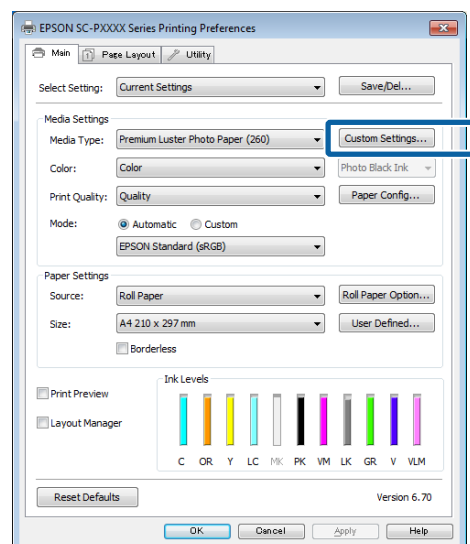 EPSON SC-PXXXX Series Printing Preferences
Main Page Layout Utility
Select Setting: Current Settings Save/Del...
Media Settings
Media Type: Premium Luster Photo Paper (260) Custom Settings...
Color: Color Photo Black Ink
Print Quality: Quality Paper Config...
Mode: Automatic Custom
EPSON Standard (sRGB)
Paper Settings
Source: Roll Paper Roll Paper Option...
Size: A4 210 x 297 mm User Defined...
Borderless
Ink Levels
Print Preview
Layout Manager
C OR Y LC MK PK VM LK GR V VLM
Reset Defaults Version 6.70
OK Cancel Apply Help